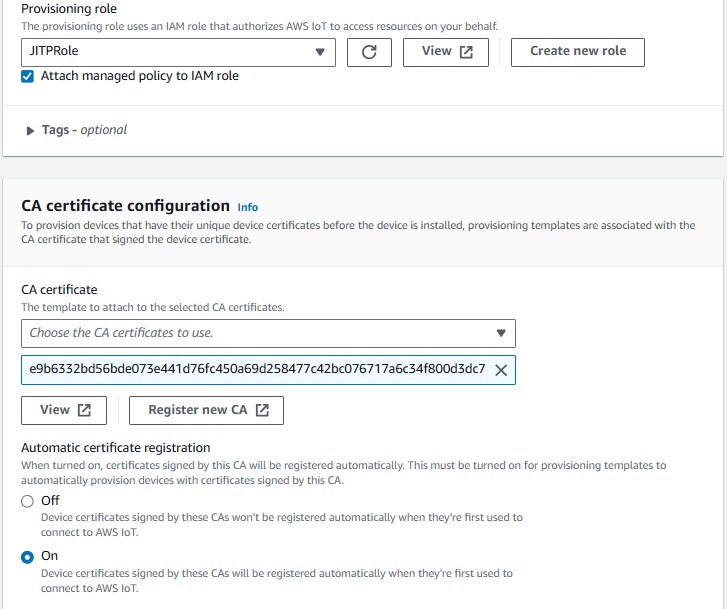 Provisioning role
The provisioning role uses an IAM role that authorizes AWS IoT to access resources on your behalf.
JITPRole
View
Create new role
Attach managed policy to IAM role
Tags - optional
CA certificate configuration Info
To provision devices that have their unique device certificates before the device is installed, provisioning templates are associated with the
CA certificate that signed the device certificate.
CA certificate
The template to attach to the selected CA certificates.
Choose the CA certificates to use.
e9b6332bd56bde073e441d76fc450a69d258477c42bc076717a6c34f800d3dc7
View
Register new CA
Automatic certificate registration
When turned on, certificates signed by this CA will be registered automatically. This must be turned on for provisioning templates to
automatically provision devices with certificates signed by this CA.
Off
Device certificates signed by these CAs won't be registered automatically when they're first used to
connect to AWS IoT.
On
Device certificates signed by these CAs will be registered automatically when they're first used to
connect to AWS IoT.